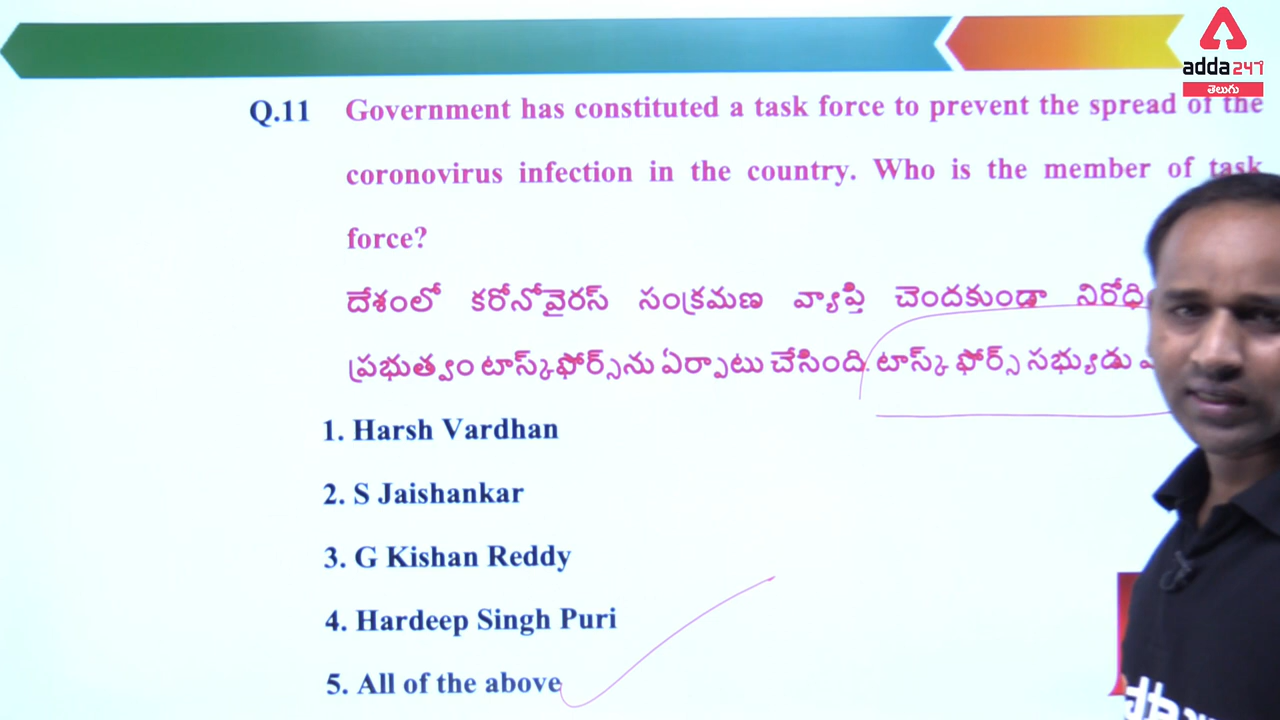 adda247
తెలుగు
Q.11 Government has constituted a task force to prevent the spread of the
coronovirus infection in the country. Who is the member of task
force?
దేశంలో కరోనోవైరస్ సంక్రమణ వ్యాప్తి చెందకుండా
ప్రభుత్వం టాస్క్‌ఫోర్స్‌ను ఏర్పాటు చేసింది. టాస్క్ ఫోర్స్ సభ్యుడు
1. Harsh Vardhan
2. S Jaishankar
3. G Kishan Reddy
4. Hardeep Singh Puri
5. All of the above